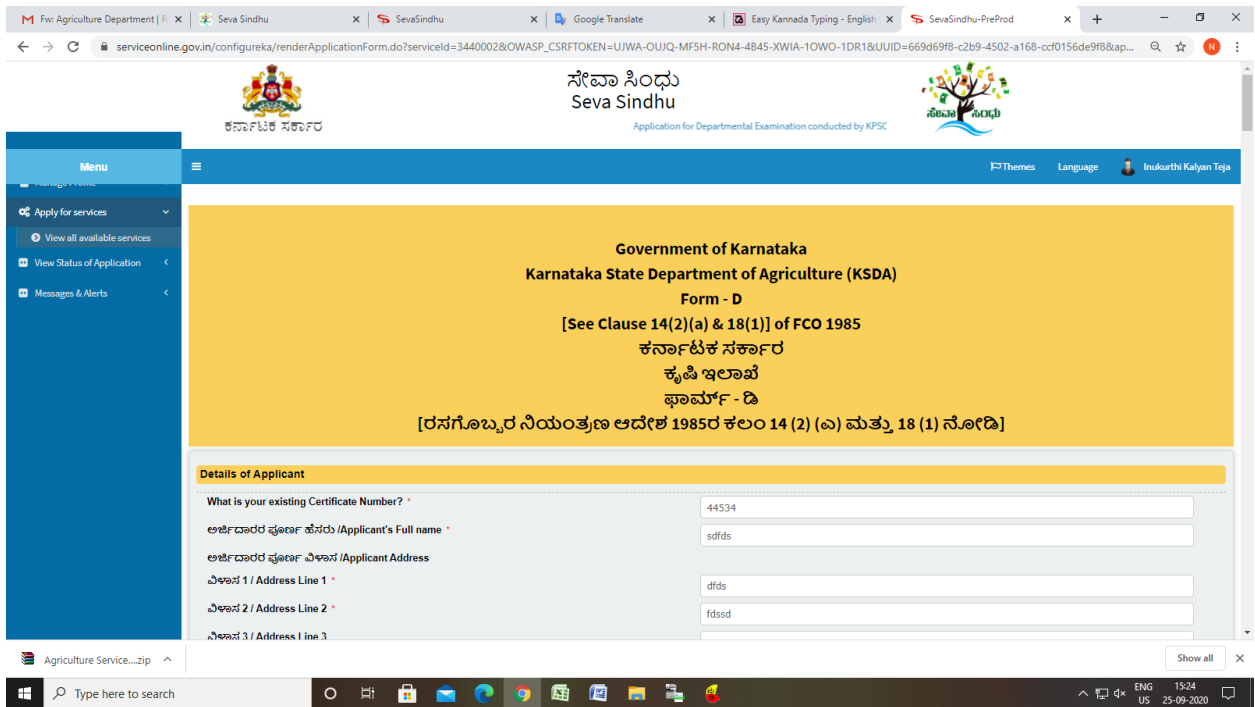 Fw: Agriculture Department | R
Seva Sindhu
SevaSindhu
Google Translate
Easy Kannada Typing - English
SevaSindhu-PreProd
serviceonline.gov.in/configureka/renderApplicationForm.do?serviceId=3440002&OWASP_CSRFTOKEN=UJWA-OUJQ-MF5H-RON4-4B45-XWIA-1OWO-1DR1&UUID=669d69f8-c2b9-4502-a168-ccf0156de9f8&ap...
N
ಕರ್ನಾಟಕ ಸರ್ಕಾರ
ಸೇವಾ ಸಿಂಧು
Seva Sindhu
Application for Departmental Examination conducted by KPSC
ಸೇವಾ ಸಿಂಧು
Menu
Themes
Language
Inukurthi Kalyan Teja
Manage Profile
Apply for services
View all available services
View Status of Application
Messages & Alerts
Government of Karnataka
Karnataka State Department of Agriculture (KSDA)
Form - D
[See Clause 14(2)(a) & 18(1)] of FCO 1985
ಕರ್ನಾಟಕ ಸರ್ಕಾರ
ಕೃಷಿ ಇಲಾಖೆ
ಫಾರ್ಮ್ - ಡಿ
[ರಸಗೊಬ್ಬರ ನಿಯಂತ್ರಣ ಆದೇಶ 1985ರ ಕಲಂ 14 (2) (ಎ) ಮತ್ತು 18 (1) ನೋಡಿ]
Details of Applicant
What is your existing Certificate Number? *
44534
ಅರ್ಜಿದಾರರ ಪೂರ್ಣ ಹೆಸರು /Applicant's Full name *
sdfds
ಅರ್ಜಿದಾರರ ಪೂರ್ಣ ವಿಳಾಸ /Applicant Address
ವಿಳಾಸ 1 / Address Line 1 *
dfds
ವಿಳಾಸ 2 / Address Line 2 *
fdssd
ವಿಳಾಸ 3 / Address Line 3
Agriculture Service....zip
Show all
Type here to search
ENG
US
15:24
25-09-2020